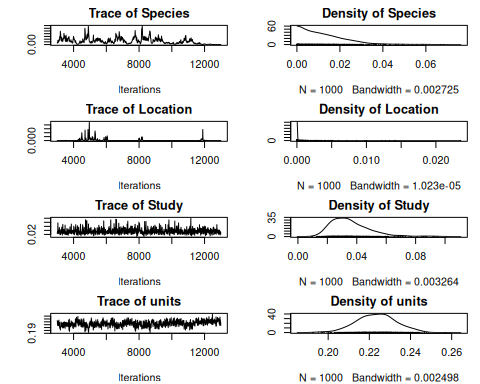 Trace of Species
0.00
4000 8000 12000
Iterations
Density of Species
0 60
0.00 0.02 0.04 0.06
N = 1000 Bandwidth = 0.002725
Trace of Location
0.000
4000 8000 12000
Iterations
Density of Location
0
0.000 0.010 0.020
N = 1000 Bandwidth = 1.023e-05
Trace of Study
0.02
4000 8000 12000
Iterations
Density of Study
0 35
0.00 0.04 0.08
N = 1000 Bandwidth = 0.003264
Trace of units
0.19
4000 8000 12000
Iterations
Density of units
0 40
0.20 0.22 0.24 0.26
N = 1000 Bandwidth = 0.002498